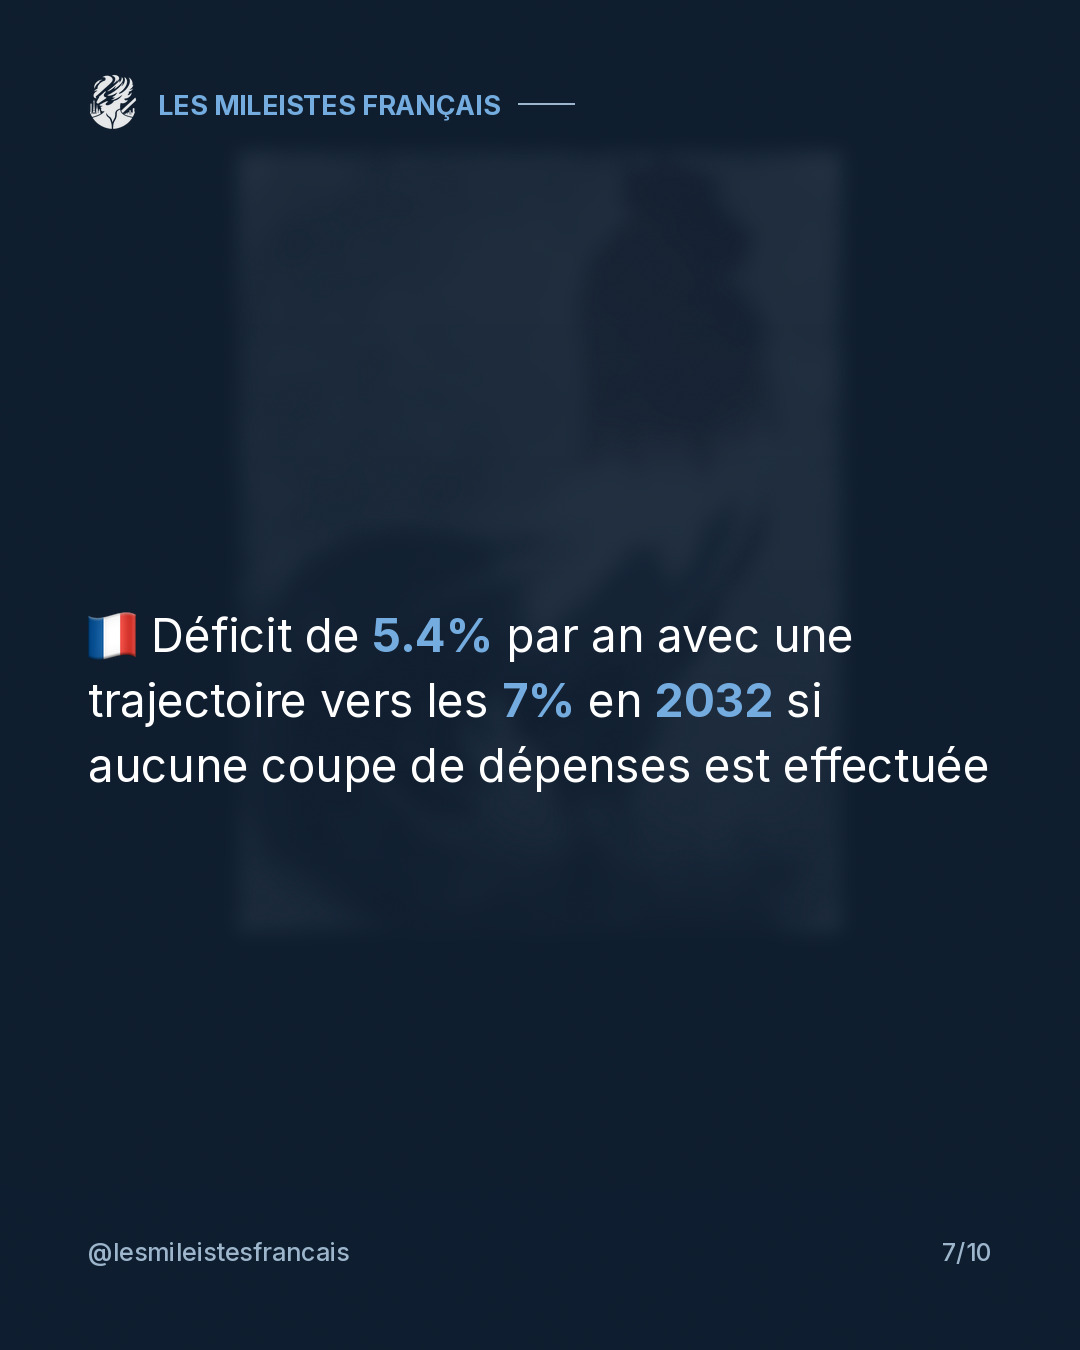 LES MILEISTES FRANÇAIS
🇫🇷 Déficit de 5.4% par an avec une
trajectoire vers les 7% en 2032 si
aucune coupe de dépenses est effectuée
@lesmileistesfrancais
7/10